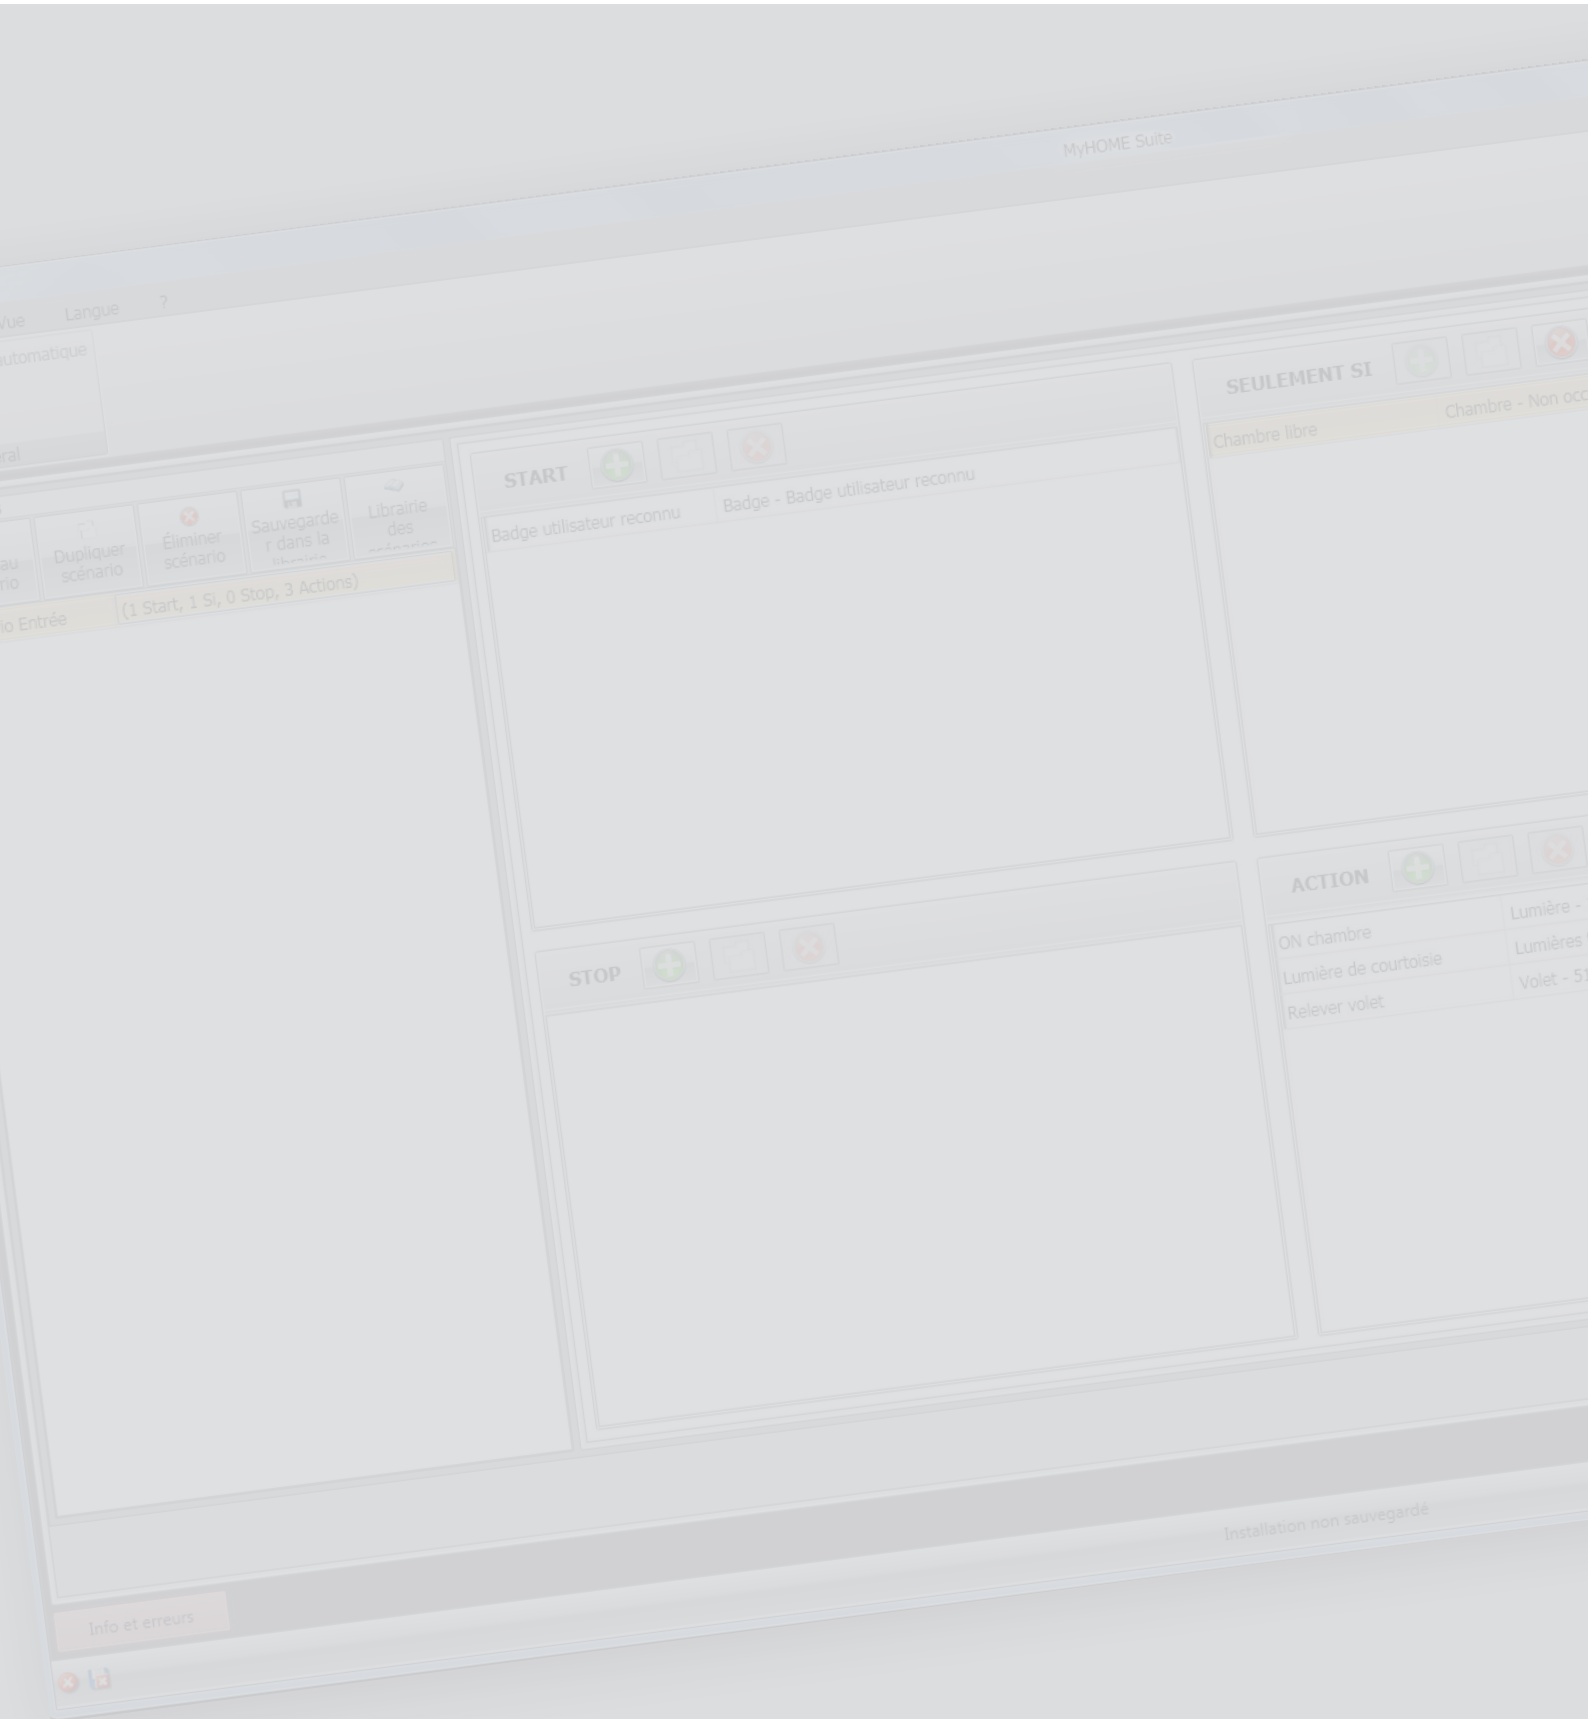 MyHOME Suite
Vue Langue ?
automatique
SEULEMENT SI
Chambre libre Chambre - Non occ
START
Badge utilisateur reconnu Badge - Badge utilisateur reconnu
Dupliquer
scénario
Éliminer
scénario
Sauvegarde
r dans la
librairie
Librairie
des
scénarios
io Entrée (1 Start, 1 Si, 0 Stop, 3 Actions)
STOP
ACTION
ON chambre Lumière -
Lumière de courtoisie Lumières
Relever volet Volet - 51
Installation non sauvegardé
Info et erreurs